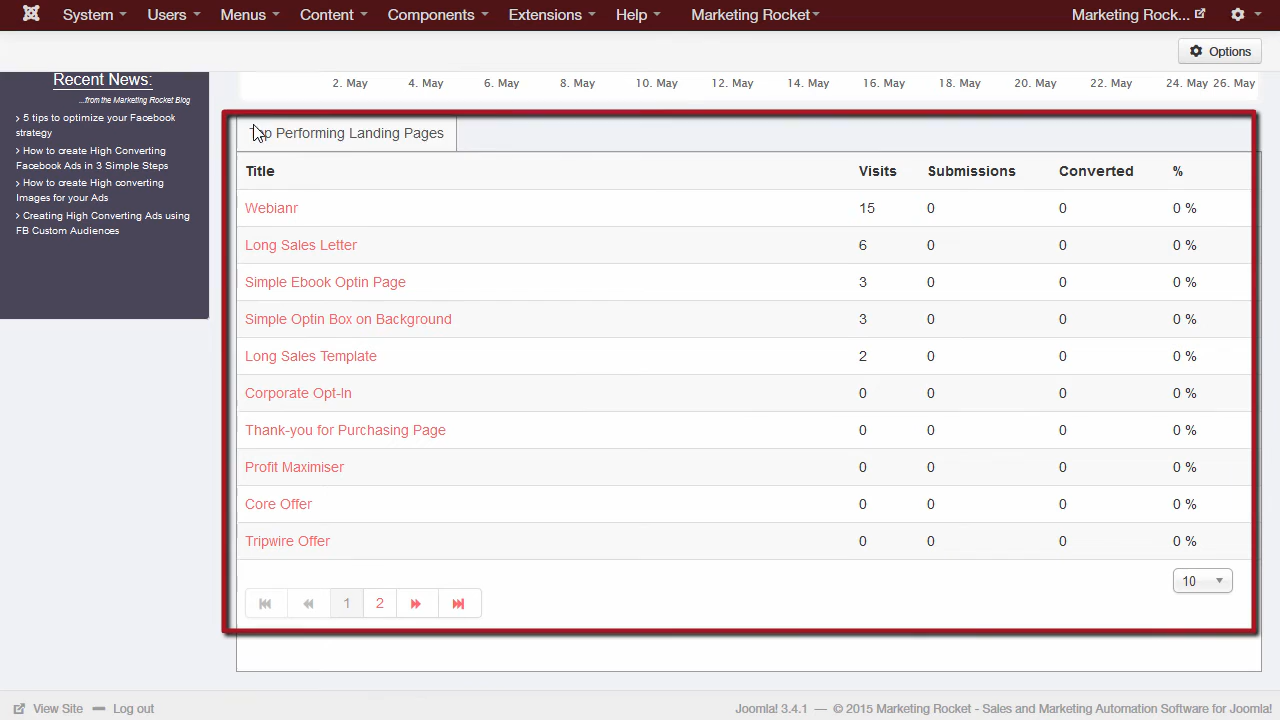 System Users Menus Content Components Extensions Help Marketing Rocket Marketing Rock...
Options
Recent News:
...from the Marketing Rocket Blog
5 tips to optimize your Facebook
strategy
How to create High Converting
Facebook Ads in 3 Simple Steps
How to create High converting
Images for your Ads
Creating High Converting Ads using
FB Custom Audiences
2. May 4. May 6. May 8. May 10. May 12. May 14. May 16. May 18. May 20. May 22. May 24. May 26. May
Top Performing Landing Pages
Title Visits Submissions Converted %
Webianr 15 0 0 0 %
Long Sales Letter 6 0 0 0 %
Simple Ebook Optin Page 3 0 0 0 %
Simple Optin Box on Background 3 0 0 0 %
Long Sales Template 2 0 0 0 %
Corporate Opt-In 0 0 0 0 %
Thank-you for Purchasing Page 0 0 0 0 %
Profit Maximiser 0 0 0 0 %
Core Offer 0 0 0 0 %
Tripwire Offer 0 0 0 0 %
10
1 2
View Site Log out Joomla! 3.4.1 — © 2015 Marketing Rocket - Sales and Marketing Automation Software for Joomla!